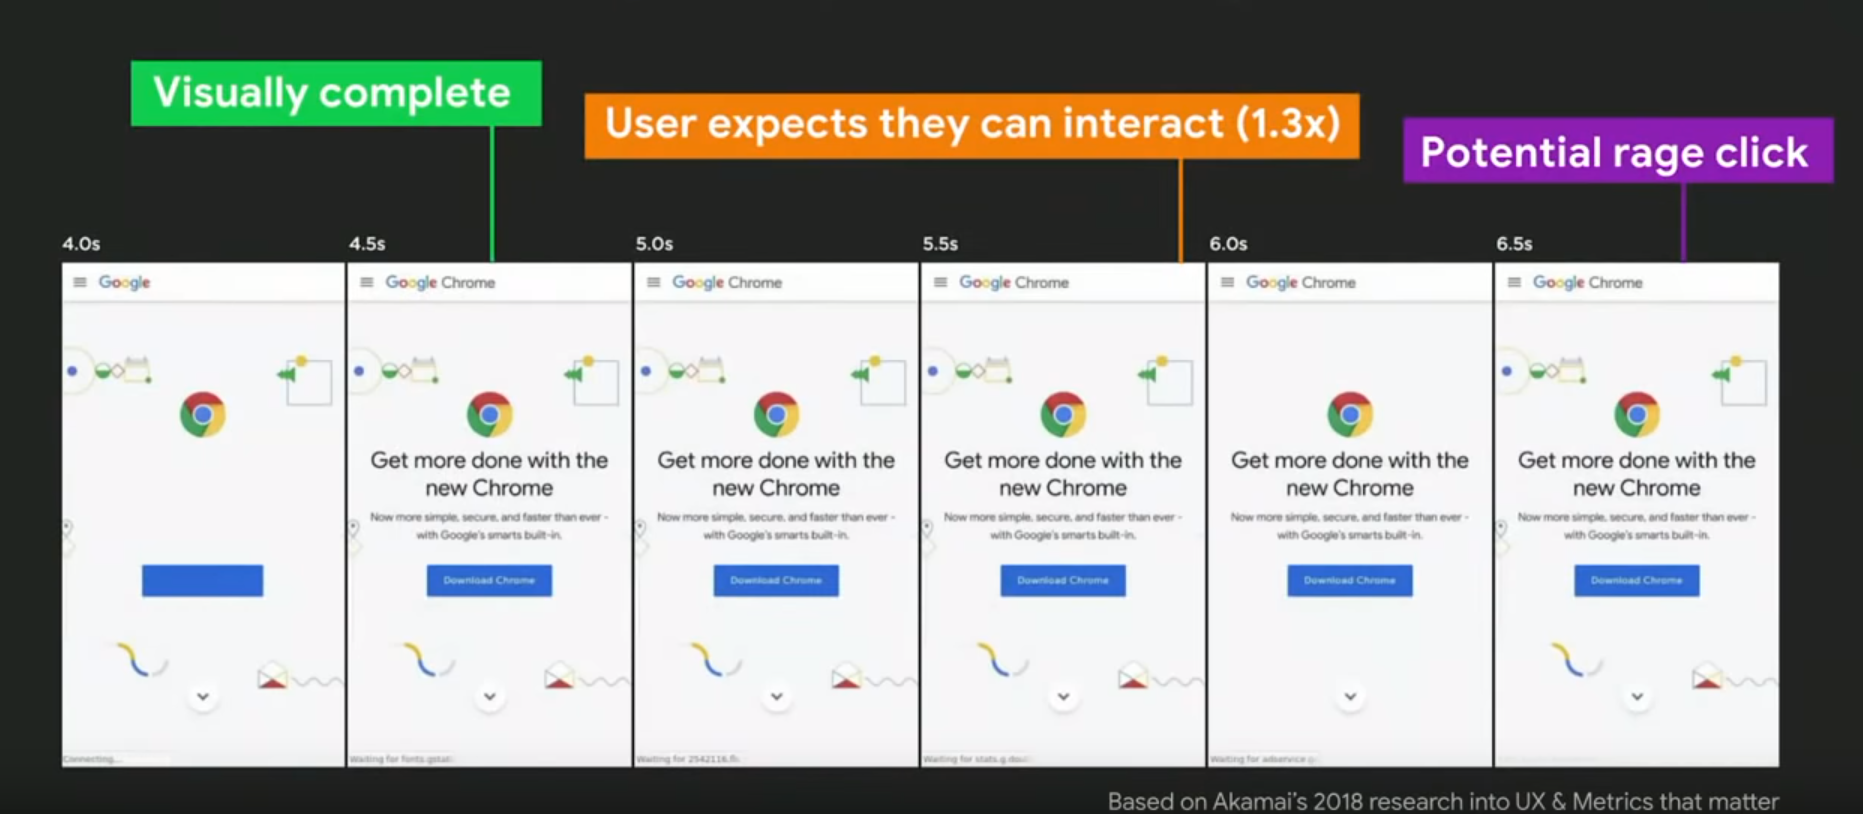 Visually complete
User expects they can interact (1.3x)
Potential rage click
4.0s
4.5s
5.0s
5.5s
6.0s
6.5s
Google
Google Chrome
Google Chrome
Google Chrome
Google Chrome
Google Chrome
Get more done with the
new Chrome
Now more simple, secure, and faster than ever -
with Google's smarts built-in.
Download Chrome
Get more done with the
new Chrome
Now more simple, secure, and faster than ever -
with Google's smarts built-in.
Download Chrome
Get more done with the
new Chrome
Now more simple, secure, and faster than ever -
with Google's smarts built-in.
Download Chrome
Get more done with the
new Chrome
Now more simple, secure, and faster than ever -
with Google's smarts built-in.
Download Chrome
Get more done with the
new Chrome
Now more simple, secure, and faster than ever -
with Google's smarts built-in.
Download Chrome
Connecting...
Waiting for fonts.gstat
Waiting for 2542116.fl
Waiting for stats.g.dou
Waiting for adservice
Based on Akamai's 2018 research into UX & Metrics that matter